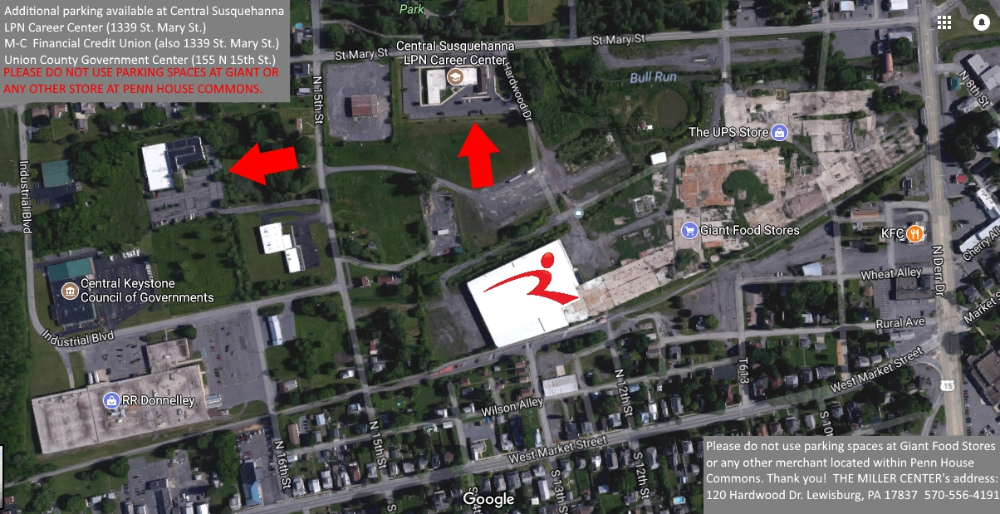 Additional parking available at Central Susquehanna
LPN Career Center (1339 St. Mary St.)
M-C Financial Credit Union (also 1339 St. Mary St.)
Union County Government Center (155 N 15th St.)
PLEASE DO NOT USE PARKING SPACES AT GIANT OR
ANY OTHER STORE AT PENN HOUSE COMMONS.
Park
St Mary St
St Mary St
Central Susquehanna
LPN Career Center
Hardwood Dr
N 15th St
Bull Run
N 8th St
The UPS Store
Industrial Blvd
Giant Food Stores
KFC
N Derr Dr
Cherry All
Wheat Alley
Central Keystone
Council of Governments
Market S
Rural Ave
Industrial Blvd
T613
West Market Street
N 12th St
15
RR Donnelley
Wilson Alley
N 15th St
N 16th St
S 10
West Market Street
S 12th St
S 13th St
S
Google
Please do not use parking spaces at Giant Food Stores
or any other merchant located within Penn House
Commons. Thank you! THE MILLER CENTER's address:
120 Hardwood Dr. Lewisburg, PA 17837 570-556-4191